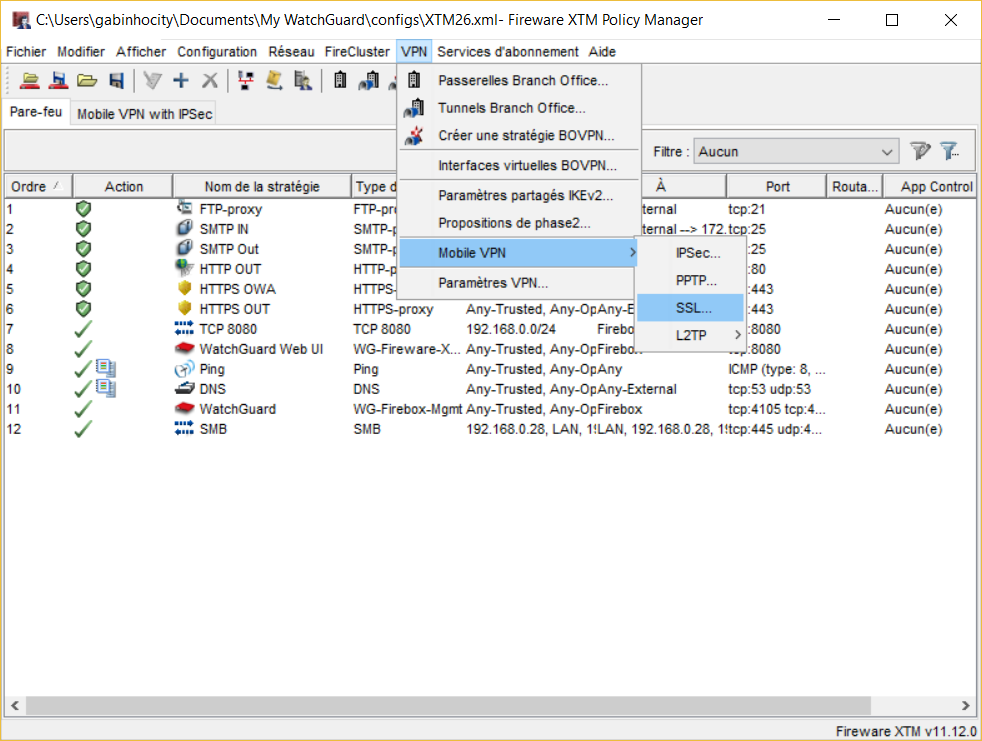 C:\Users\gabinhocity\Documents\My WatchGuard\configs\XTM26.xml- Fireware XTM Policy Manager
Fichier Modifier Afficher Configuration Réseau FireCluster VPN Services d'abonnement Aide
Passerelles Branch Office...
Tunnels Branch Office...
Créer une stratégie BOVPN...
Interfaces virtuelles BOVPN...
Paramètres partagés IKEv2...
Propositions de phase2...
Mobile VPN
Paramètres VPN...
IPSec...
PPTP...
SSL...
L2TP
Pare-feu Mobile VPN with IPSec
Filtre : Aucun
Ordre Action Nom de la stratégie Type d À Port Routa... App Control
1 FTP-proxy FTP-pr ternal tcp:21 Aucun(e)
2 SMTP IN SMTP-p ternal --> 172. tcp:25 Aucun(e)
3 SMTP Out SMTP-p :25 Aucun(e)
4 HTTP OUT HTTP-p :80 Aucun(e)
5 HTTPS OWA HTTPS- :443 Aucun(e)
6 HTTPS OUT HTTPS-proxy Any-Trusted, Any-Op Any-E :443 Aucun(e)
7 TCP 8080 TCP 8080 192.168.0.0/24 Firebo :8080 Aucun(e)
8 WatchGuard Web UI WG-Fireware-X... Any-Trusted, Any-Op Firebo :8080 Aucun(e)
9 Ping Ping Any-Trusted, Any-Op Any ICMP (type: 8, ... Aucun(e)
10 DNS DNS Any-Trusted, Any-Op Any-External tcp:53 udp:53 Aucun(e)
11 WatchGuard WG-Firebox-Mgmt Any-Trusted, Any-Op Firebox tcp:4105 tcp:4... Aucun(e)
12 SMB SMB 192.168.0.28, LAN, 1! LAN, 192.168.0.28, 1! tcp:445 udp:4... Aucun(e)
Fireware XTM v11.12.0